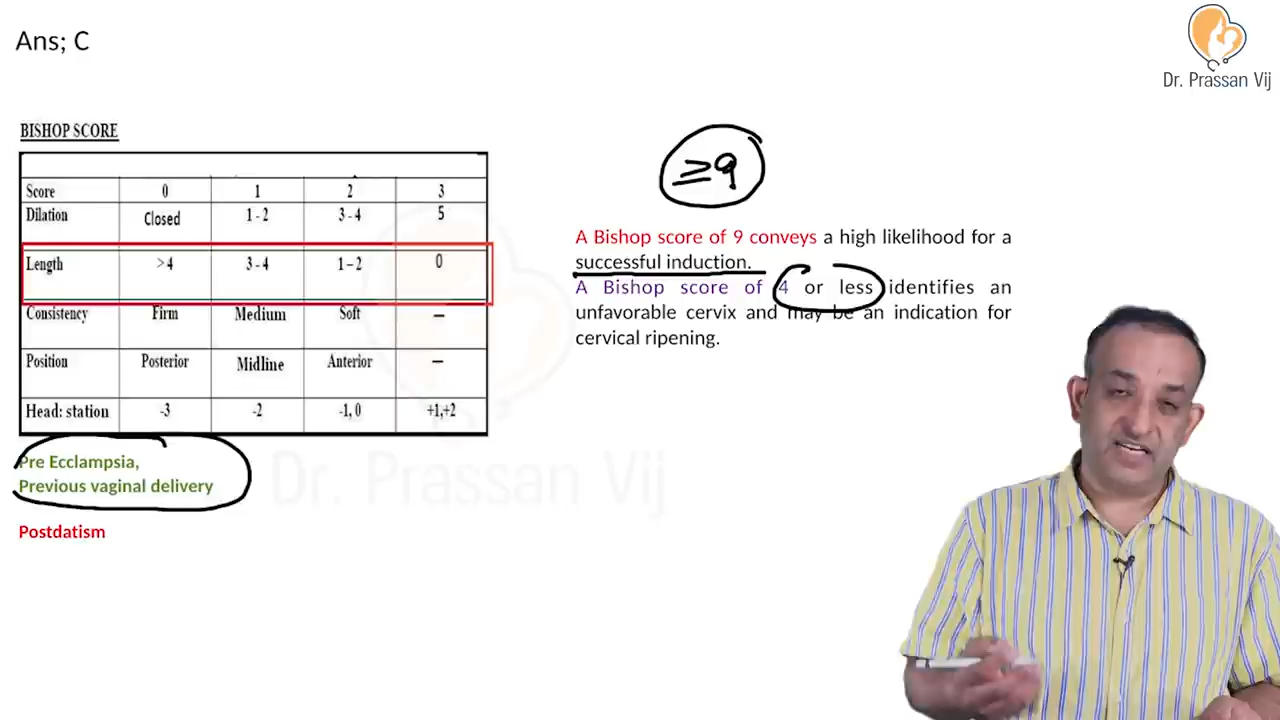 Ans; C
Dr. Prassan Vij
BISHOP SCORE
Score 0 1 2 3
Dilation Closed 1 - 2 3 - 4 5
Length >4 3 - 4 1 – 2 0
Consistency Firm Medium Soft –
Position Posterior Midline Anterior –
Head: station -3 -2 -1, 0 +1,+2
Pre Ecclampsia,
Previous vaginal delivery
Postdatism
≥9
A Bishop score of 9 conveys a high likelihood for a
successful induction.
A Bishop score of 4 or less identifies an
unfavorable cervix and may be an indication for
cervical ripening.
Dr. Prassan Vij